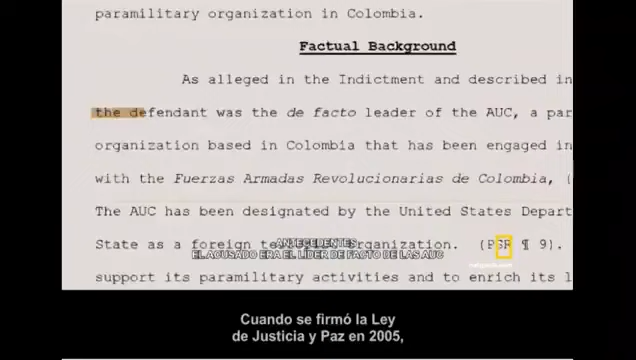 paramilitary organization in Colombia.
Factual Background
As alleged in the Indictment and described in
the defendant was the de facto leader of the AUC, a par
organization based in Colombia that has been engaged in
with the Fuerzas Armadas Revolucionarias de Colombia, (
The AUC has been designated by the United States Depart
State as a foreign te organization. (PSR ¶ 9).
ANTECEDENTES
EL ACUSADO ERA EL LÍDER DE FACTO DE LAS AUC
support its paramilitary activities and to enrich its l
Cuando se firmó la Ley
de Justicia y Paz en 2005,